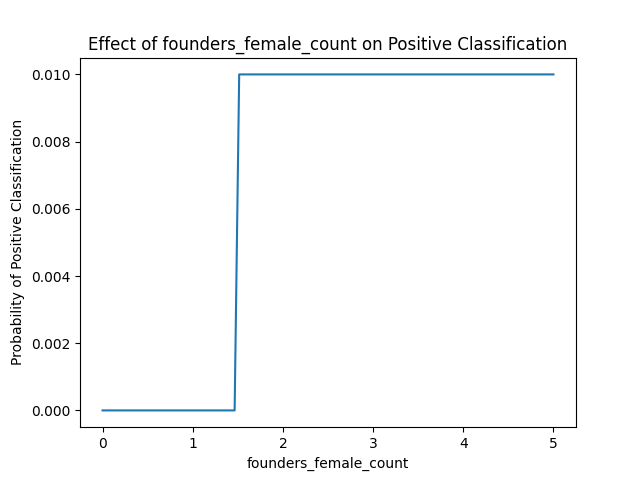 Effect of founders_female_count on Positive Classification
Probability of Positive Classification
0.010
0.008
0.006
0.004
0.002
0.000
0 1 2 3 4 5
founders_female_count